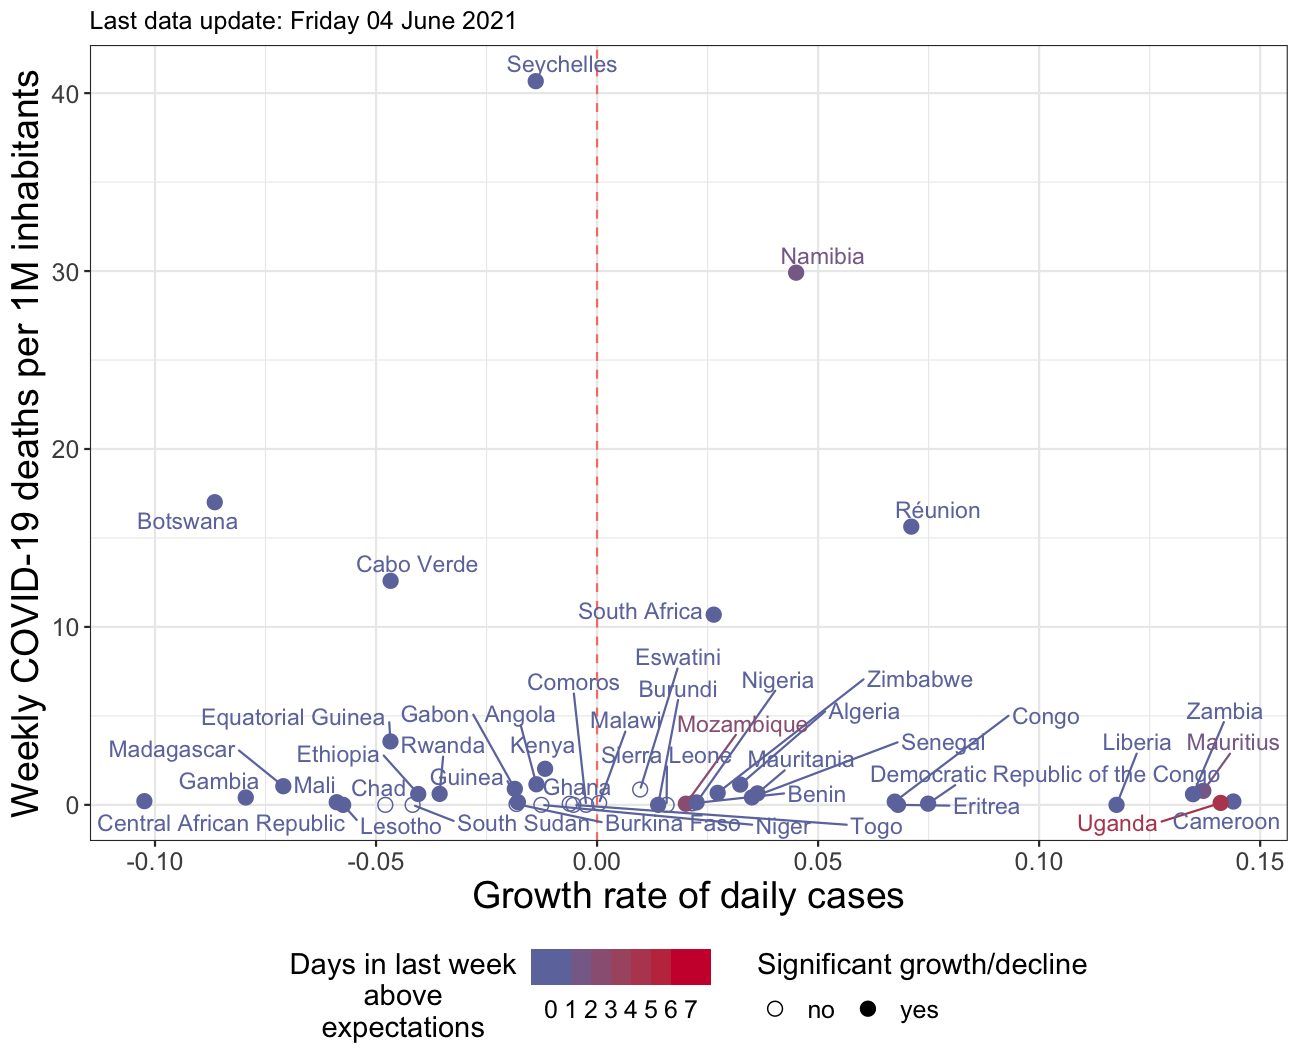 Last data update: Friday 04 June 2021
Weekly COVID-19 deaths per 1M inhabitants
40
30
20
10
0
Seychelles
Namibia
Botswana
Réunion
Cabo Verde
South Africa
Eswatini
Comoros
Burundi
Nigeria
Zimbabwe
Equatorial Guinea
Gabon
Angola
Malawi
Mozambique
Algeria
Congo
Zambia
Madagascar
Ethiopia
Rwanda
Kenya
Sierra Leone
Mauritania
Senegal
Liberia
Mauritius
Gambia
Mali
Chad
Guinea
Ghana
Benin
Democratic Republic of the Congo
Eritrea
Central African Republic
Lesotho
South Sudan
Burkina Faso
Niger
Togo
Uganda
Cameroon
-0.10
-0.05
0.00
0.05
0.10
0.15
Growth rate of daily cases
Days in last week
above
expectations
0 1 2 3 4 5 6 7
Significant growth/decline
no
yes